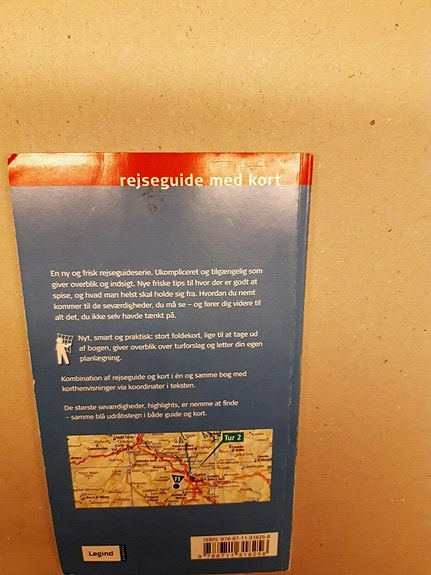 rejseguide med kort
En ny og frisk rejseguideserie. Ukompliceret og tilgængelig som
giver overblik og indsigt. Nye friske tips til hvor der er godt at
spise, og hvad man helst skal holde sig fra. Hvordan du nemt
kommer til de seværdigheder, du må se – og fører dig videre til
alt det, du ikke selv havde tænkt på.
Nyt, smart og praktisk: stort foldekort, lige til at tage ud
af bogen, giver overblik over turforslag og letter din egen
planlægning.
Kombination af rejseguide og kort i én og samme bog med
korthenvisninger via koordinater i teksten.
De største seværdigheder, highlights, er nemme at finde
– samme blå udråbstegn i både guide og kort.
Tur 2
Legind
ISBN: 978-87-11-31825-6
9 788711 318256